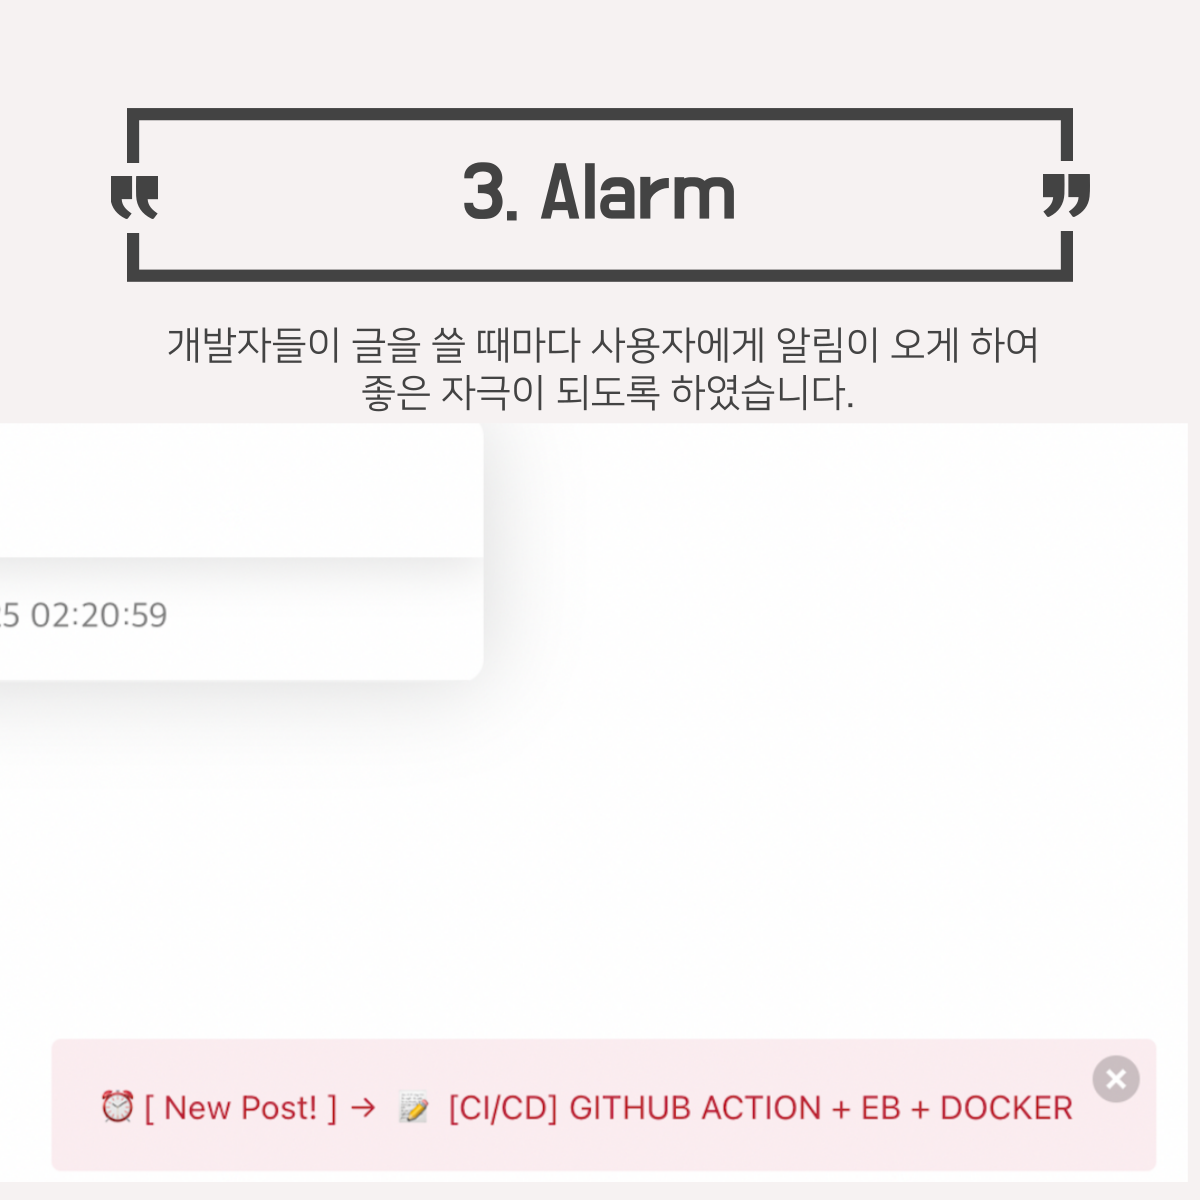 3. Alarm
개발자들이 글을 쓸 때마다 사용자에게 알림이 오게 하여
좋은 자극이 되도록 하였습니다.
02:20:59
[ New Post! ] → [CI/CD] GITHUB ACTION + EB + DOCKER